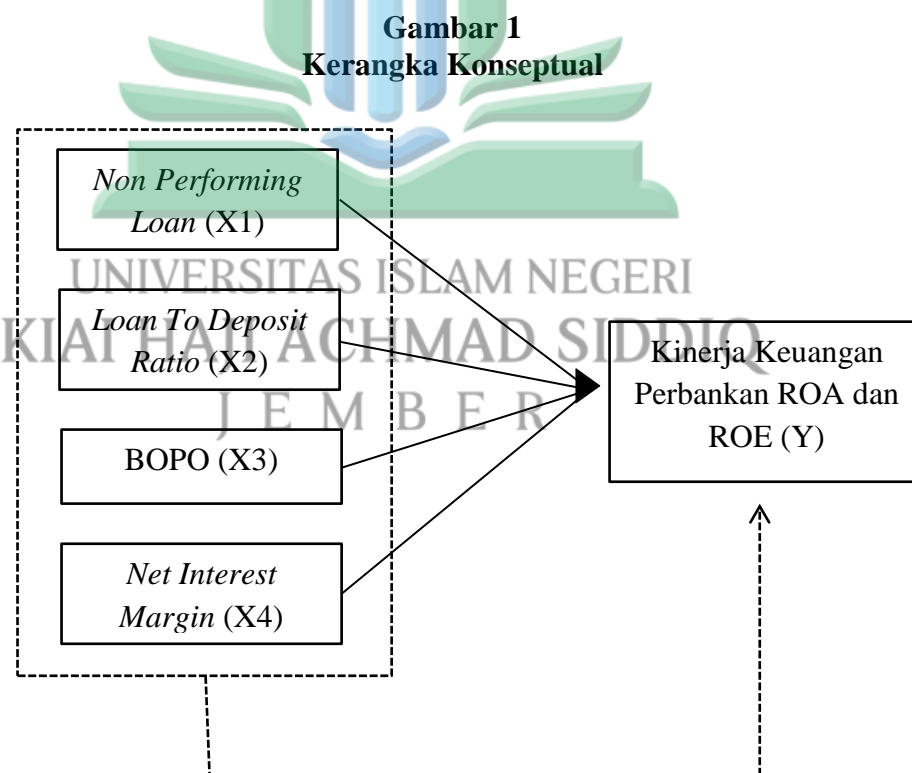 Gambar 1
Kerangka Konseptual
Non Performing
Loan (X1)
UNIVERSITAS ISLAM NEGERI
Loan To Deposit
Ratio (X2)
KIAI HAJI ACHMAD SIDDIQ
Kinerja Keuangan
Perbankan ROA dan
ROE (Y)
JEMBER
BOPO (X3)
Net Interest
Margin (X4)